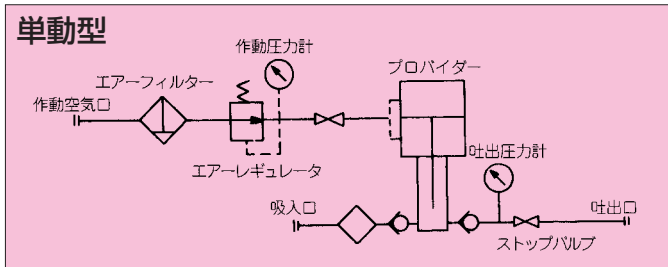 単動型
作動圧力計
プロバイダー
エアーフィルター
作動空気口
吐出圧力計
エアーレギュレータ
吸入口
吐出口
ストップバルブ